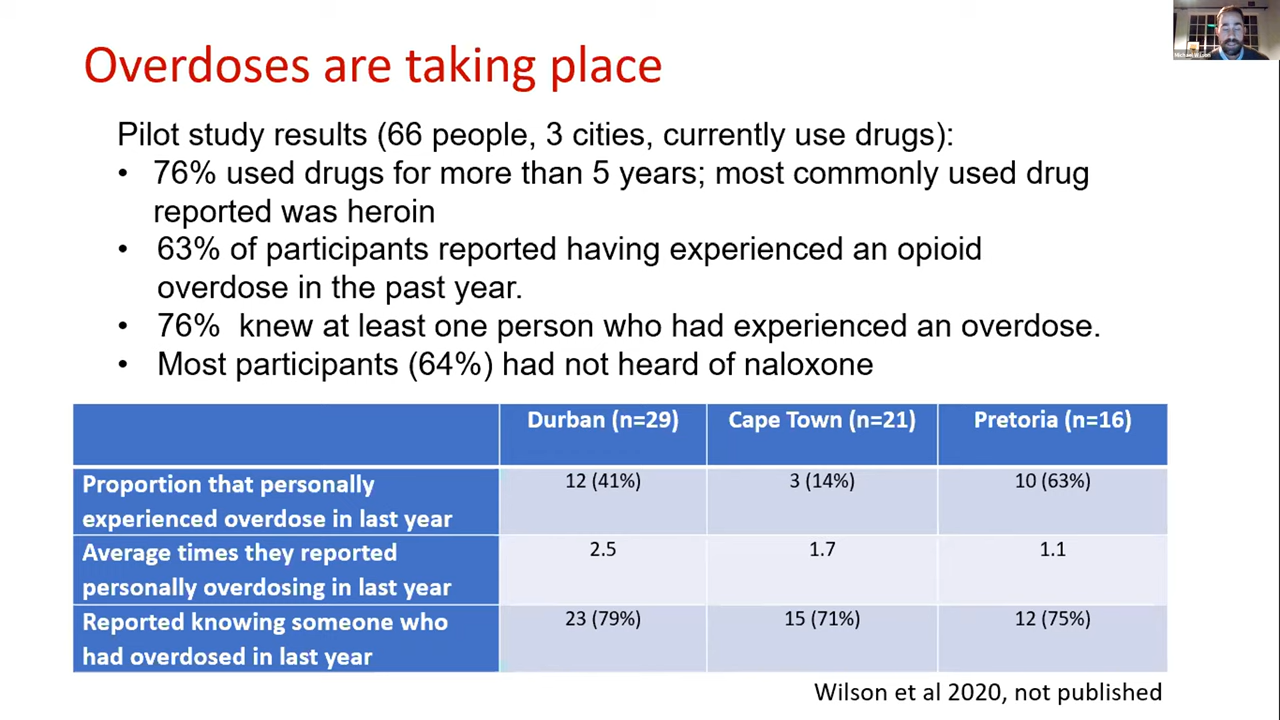 Overdoses are taking place
Pilot study results (66 people, 3 cities, currently use drugs):
• 76% used drugs for more than 5 years; most commonly used drug
reported was heroin
• 63% of participants reported having experienced an opioid
overdose in the past year.
• 76% knew at least one person who had experienced an overdose.
• Most participants (64%) had not heard of naloxone
Durban (n=29) Cape Town (n=21) Pretoria (n=16)
Proportion that personally 12 (41%) 3 (14%) 10 (63%)
experienced overdose in last year
Average times they reported 2.5 1.7 1.1
personally overdosing in last year
Reported knowing someone who 23 (79%) 15 (71%) 12 (75%)
had overdosed in last year
Wilson et al 2020, not published